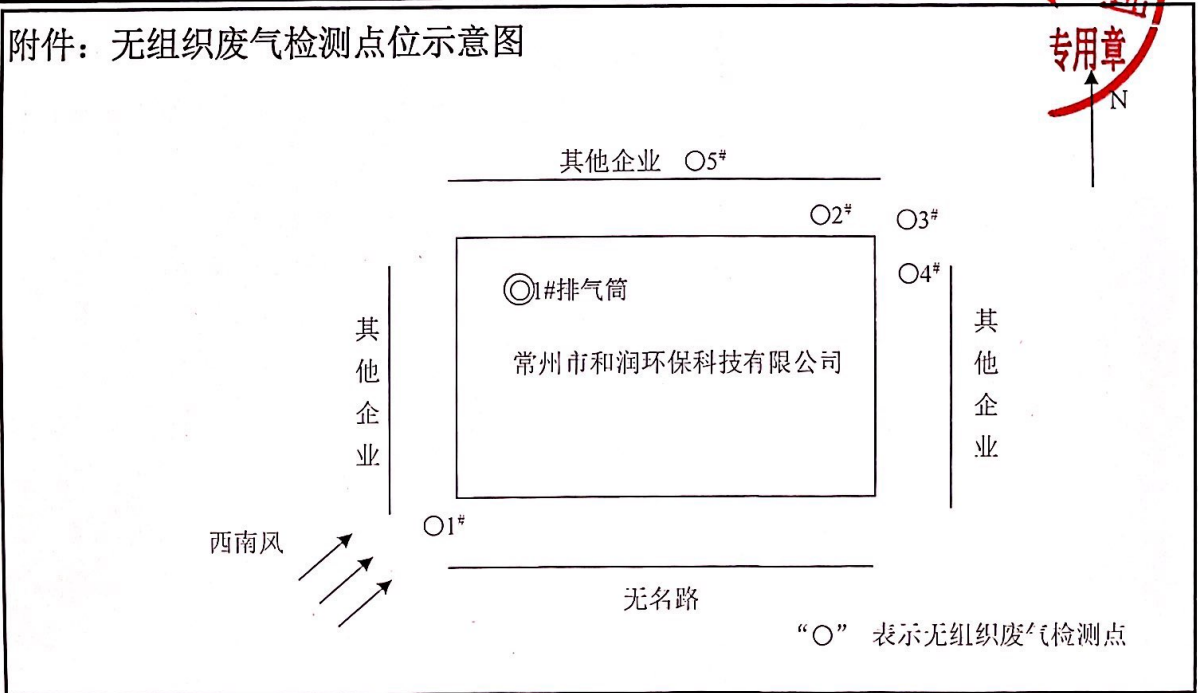 附件：无组织废气检测点位示意图
专用章
N
其他企业 ○5#
○2#
○3#
○4#
◎1#排气筒
常州市和润环保科技有限公司
其他企业
其他企业
○1#
西南风
无名路
“○” 表示无组织废气检测点